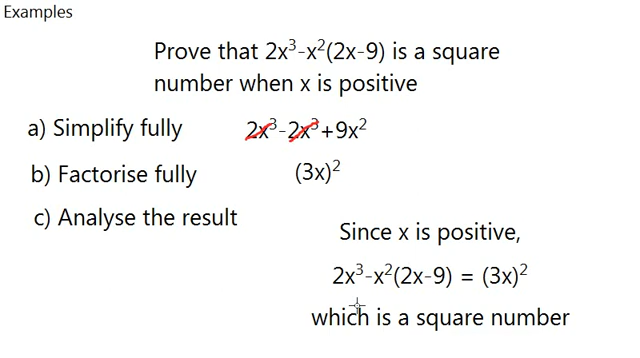 Examples
Prove that 2x³-x²(2x-9) is a square
number when x is positive
a) Simplify fully 2x³-2x³+9x²
b) Factorise fully (3x)²
c) Analyse the result
Since x is positive,
2x³-x²(2x-9) = (3x)²
which is a square number